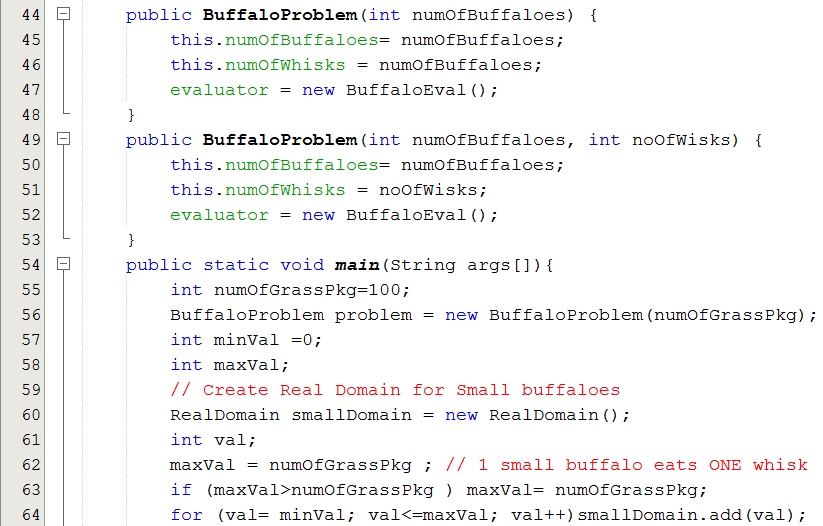 44 public BuffaloProblem(int numOfBuffaloes) {
45 this.numOfBuffaloes= numOfBuffaloes;
46 this.numOfWhisks = numOfBuffaloes;
47 evaluator = new BuffaloEval();
48 }
49 public BuffaloProblem(int numOfBuffaloes, int noOfWisks) {
50 this.numOfBuffaloes= numOfBuffaloes;
51 this.numOfWhisks = noOfWisks;
52 evaluator = new BuffaloEval();
53 }
54 public static void main(String args[]){
55 int numOfGrassPkg=100;
56 BuffaloProblem problem = new BuffaloProblem(numOfGrassPkg);
57 int minVal =0;
58 int maxVal;
59 // Create Real Domain for Small buffaloes
60 RealDomain smallDomain = new RealDomain();
61 int val;
62 maxVal = numOfGrassPkg ; // 1 small buffalo eats ONE whisk
63 if (maxVal>numOfGrassPkg ) maxVal= numOfGrassPkg;
64 for (val= minVal; val<=maxVal; val++)smallDomain.add(val);